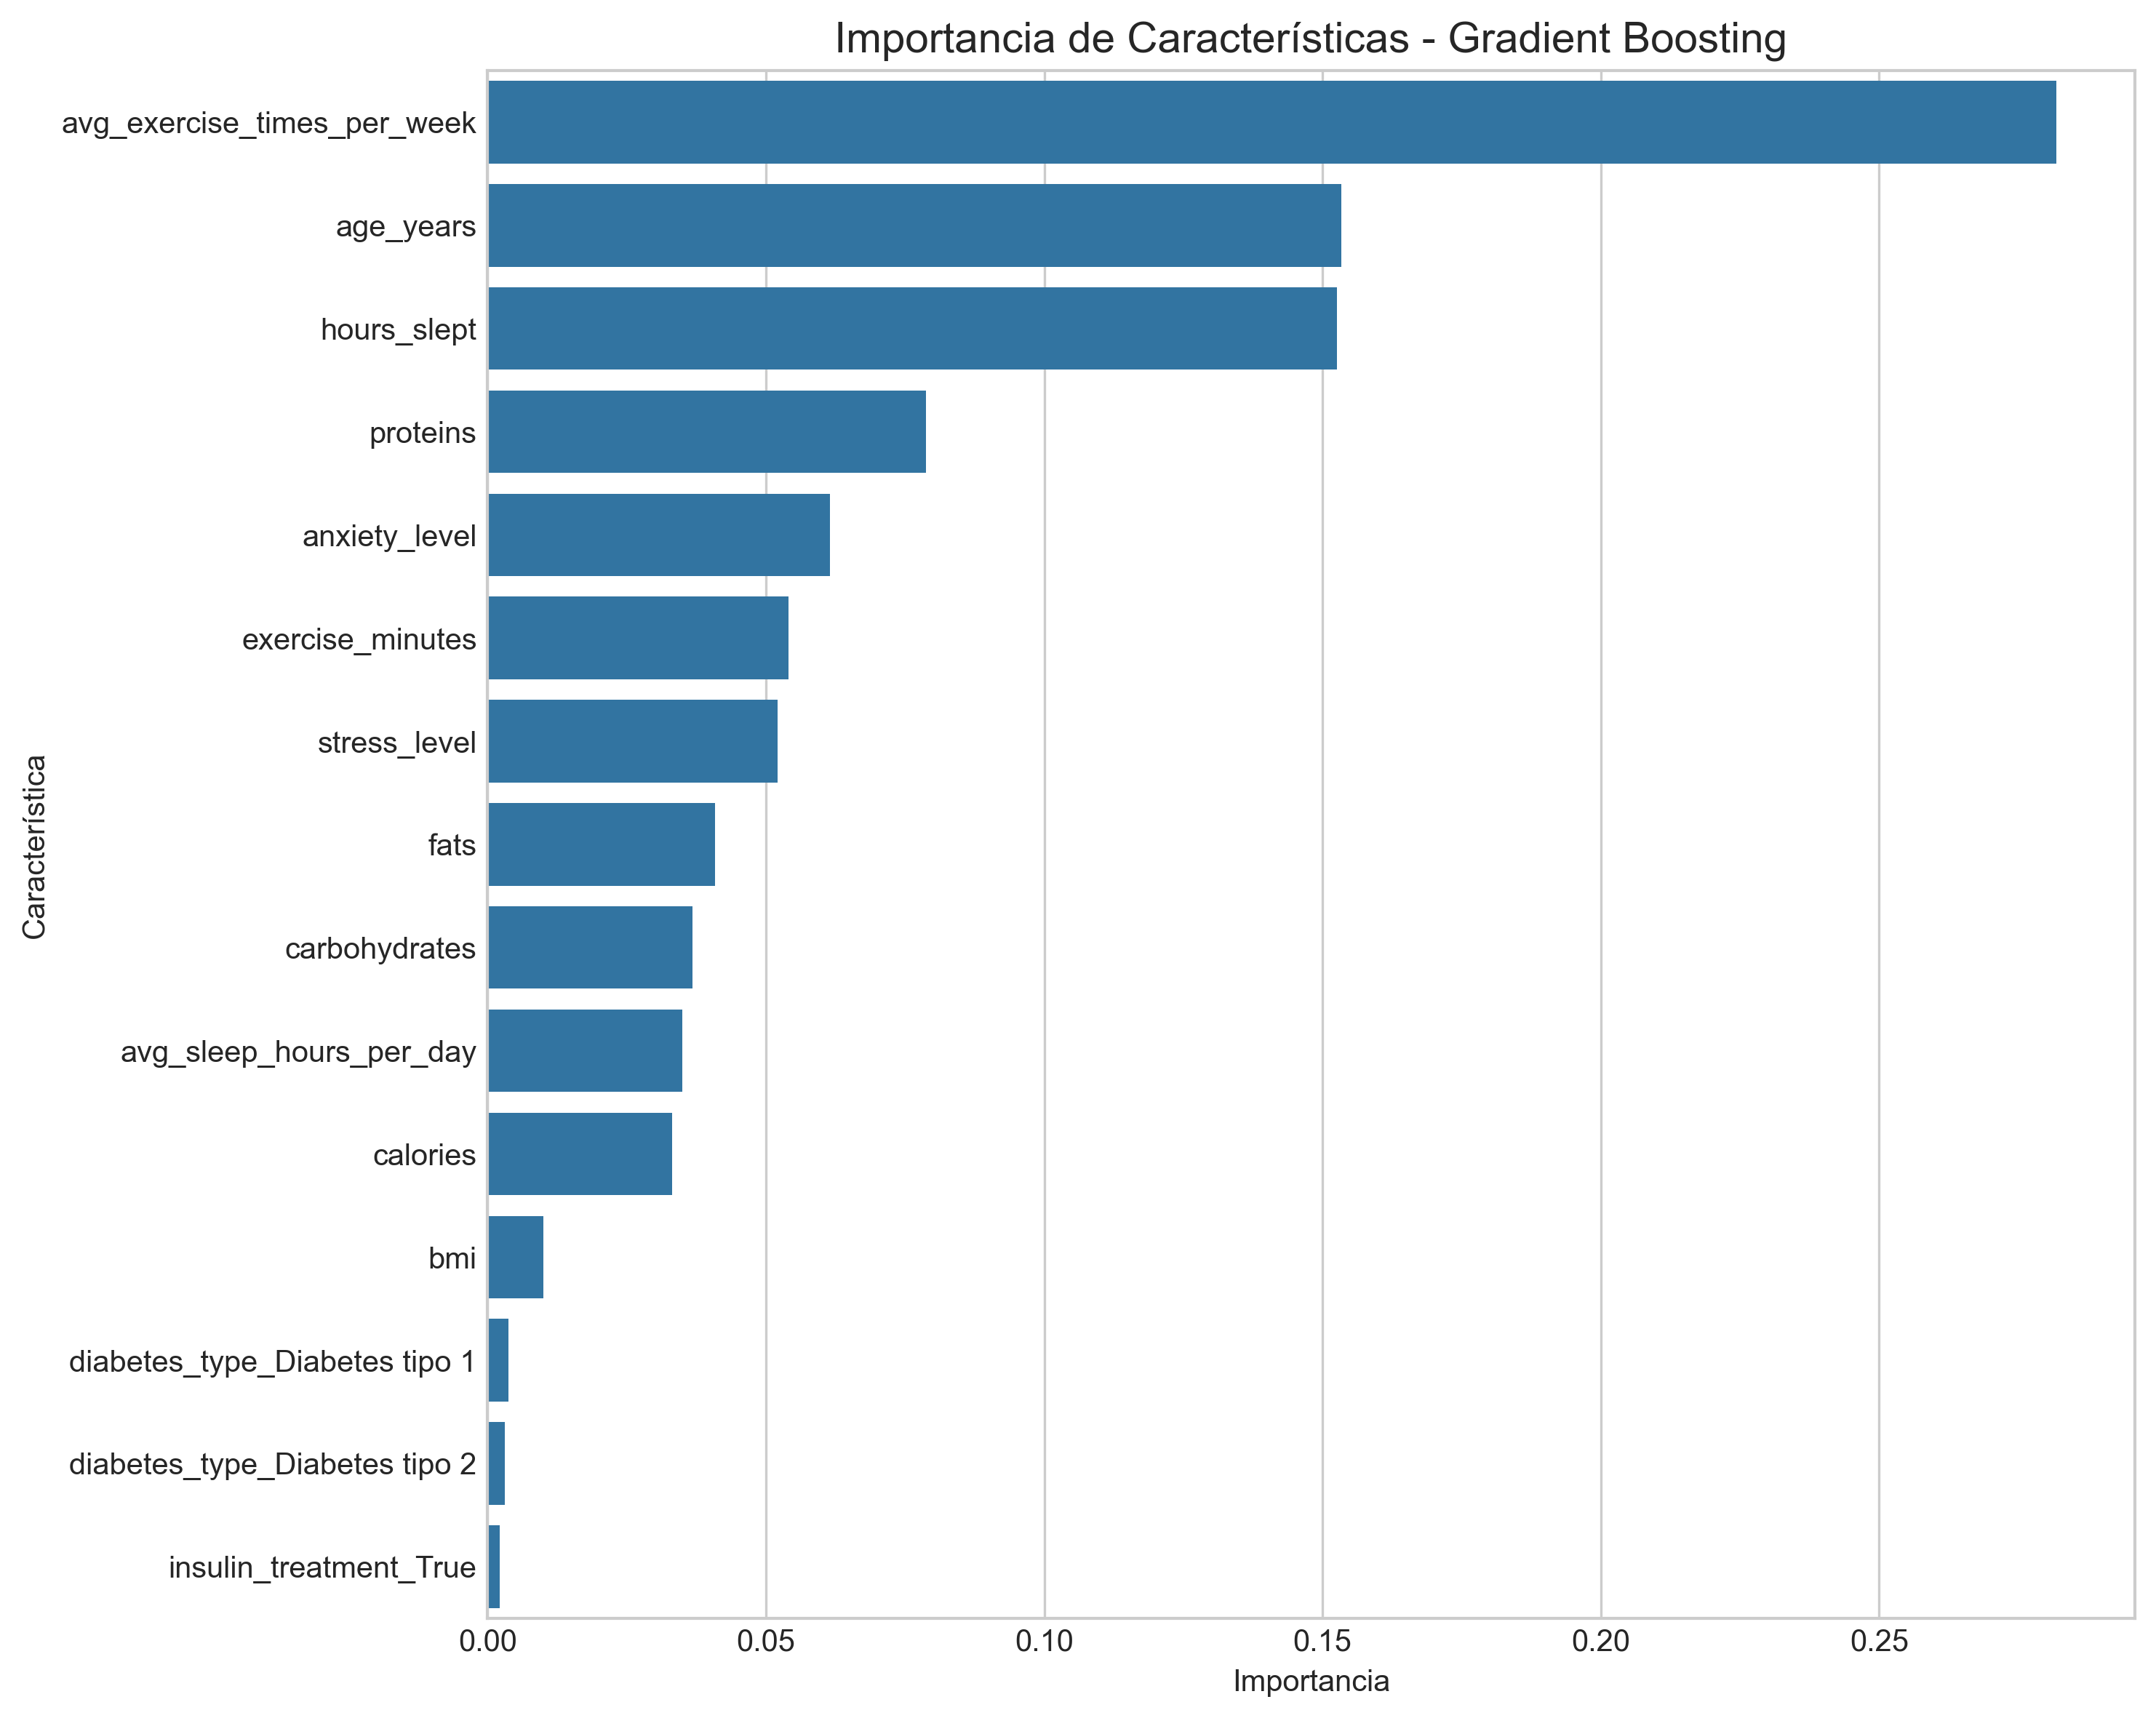 Importancia de Características - Gradient Boosting
avg_exercise_times_per_week
age_years
hours_slept
proteins
anxiety_level
exercise_minutes
stress_level
fats
carbohydrates
avg_sleep_hours_per_day
calories
bmi
diabetes_type_Diabetes tipo 1
diabetes_type_Diabetes tipo 2
insulin_treatment_True
Característica
0.00 0.05 0.10 0.15 0.20 0.25
Importancia